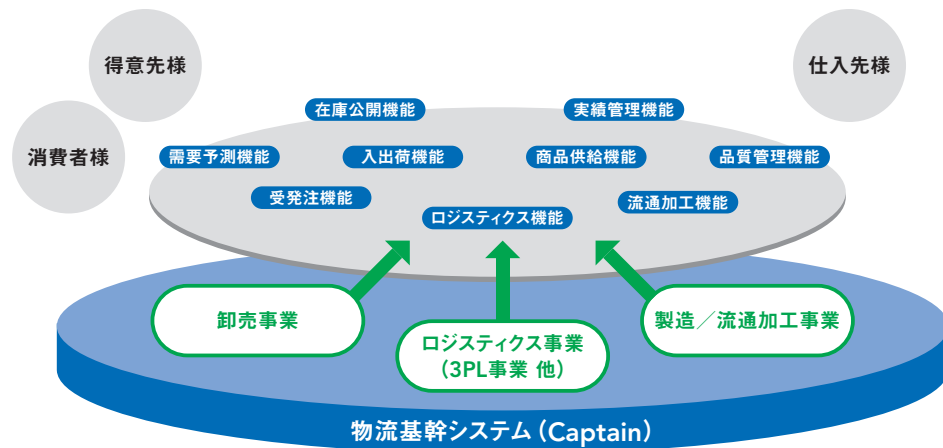 得意先様
仕入先様
消費者様
在庫公開機能
実績管理機能
需要予測機能
入出荷機能
商品供給機能
品質管理機能
受発注機能
流通加工機能
ロジスティクス機能
卸売事業
ロジスティクス事業
（3PL事業 他）
製造／流通加工事業
物流基幹システム（Captain）